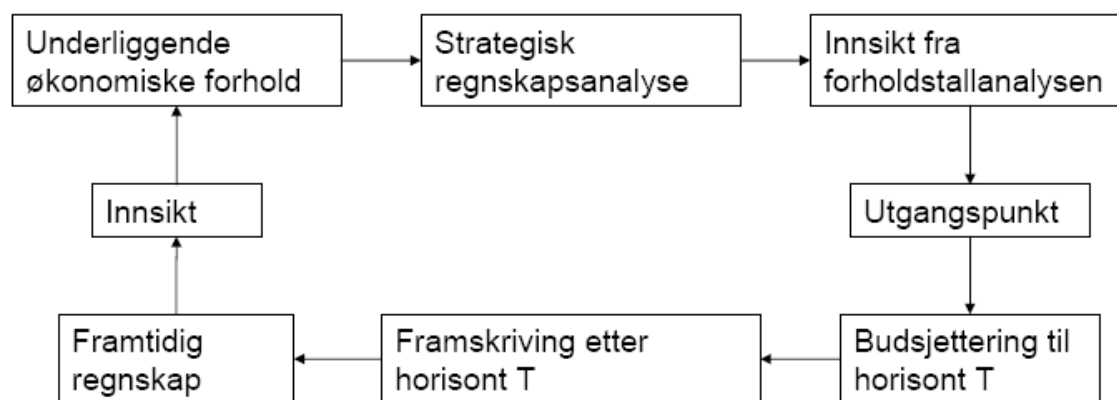 Underliggende
økonomiske forhold
Strategisk
regnskapsanalyse
Innsikt fra
forholdstallanalysen
Innsikt
Utgangspunkt
Framtidig
regnskap
Framskriving etter
horisont T
Budsjettering til
horisont T